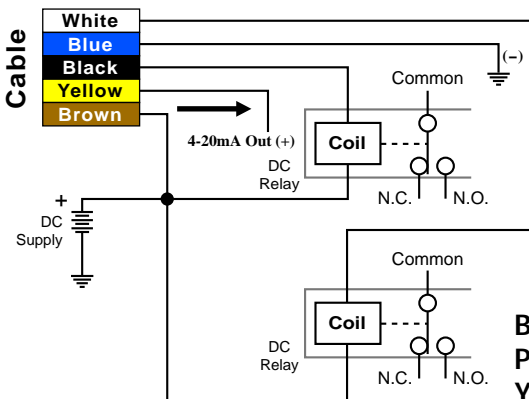 Cable
White
Blue
Black
Yellow
Brown
(−)
4-20mA Out (+)
Common
Coil
DC
Relay
N.C.
N.O.
+
DC
Supply
Common
Coil
DC
Relay
N.C.
N.O.
B
P
Y